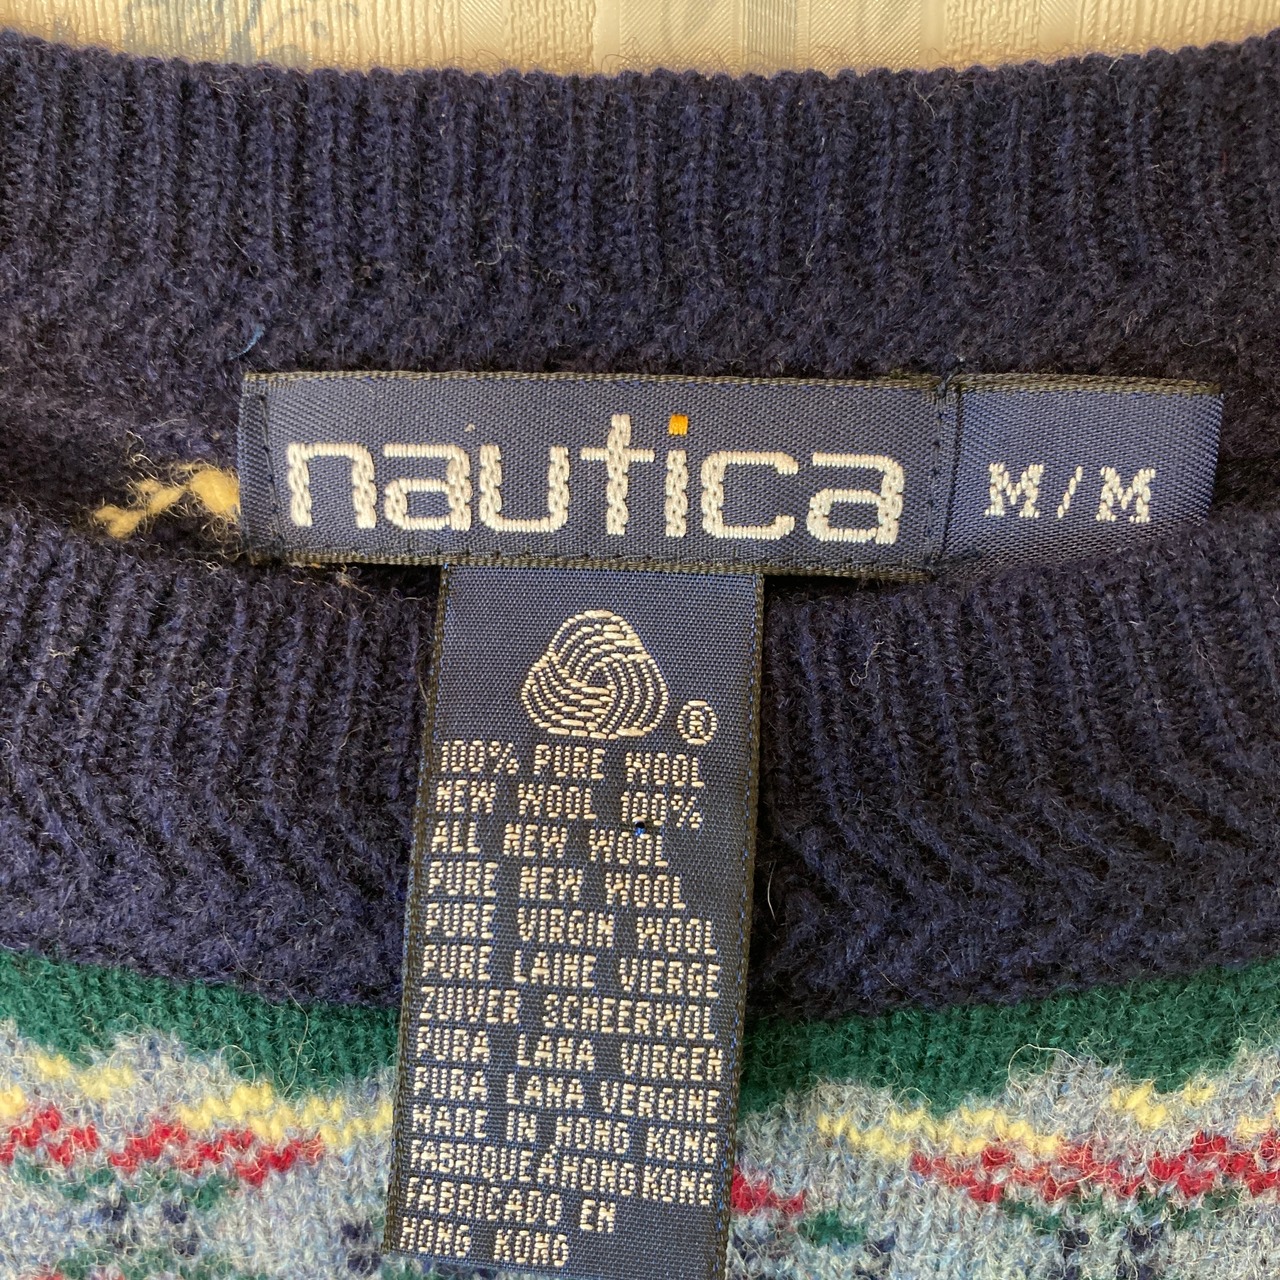 nautica
M/M
®
100% PURE WOOL
NEW WOOL 100%
ALL NEW WOOL
PURE NEW WOOL
PURE VIRGIN WOOL
PURE LAINE VIERGE
ZUIVER SCHEERWOL
PURA LANA VIRGEN
PURA LANA VERGINE
MADE IN HONG KONG
FABRIQUE À HONG KONG
FABRICADO EN
HONG KONG